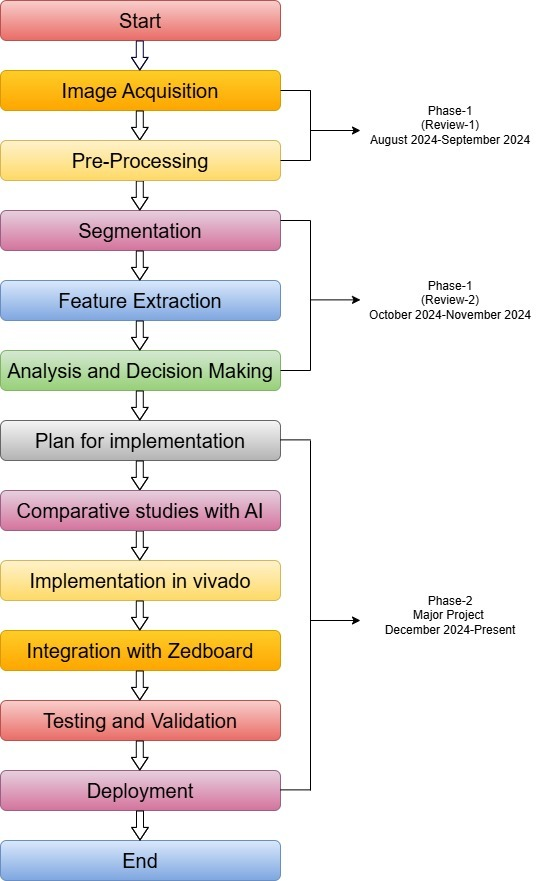 Start
Image Acquisition
Phase-1
(Review-1)
August 2024-September 2024
Pre-Processing
Segmentation
Feature Extraction
Phase-1
(Review-2)
October 2024-November 2024
Analysis and Decision Making
Plan for implementation
Comparative studies with AI
Implementation in vivado
Phase-2
Major Project
December 2024-Present
Integration with Zedboard
Testing and Validation
Deployment
End